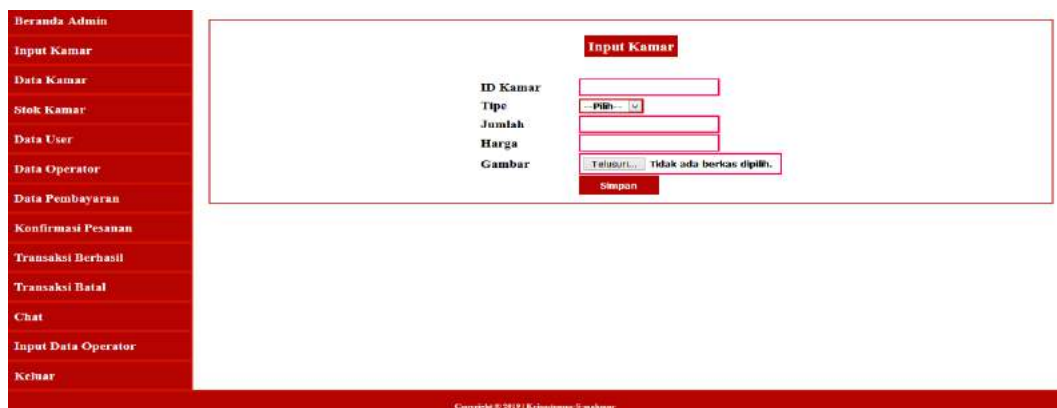 Beranda Admin
Input Kamar
Data Kamar
Stok Kamar
Data User
Data Operator
Data Pembayaran
Konfirmasi Pesanan
Transaksi Berhasil
Transaksi Batal
Chat
Input Data Operator
Keluar
Input Kamar
ID Kamar
Tipe
---Pilih---
Jumlah
Harga
Gambar
Telusuri... Tidak ada berkas dipilih.
Simpan
Copyright © 2019 |